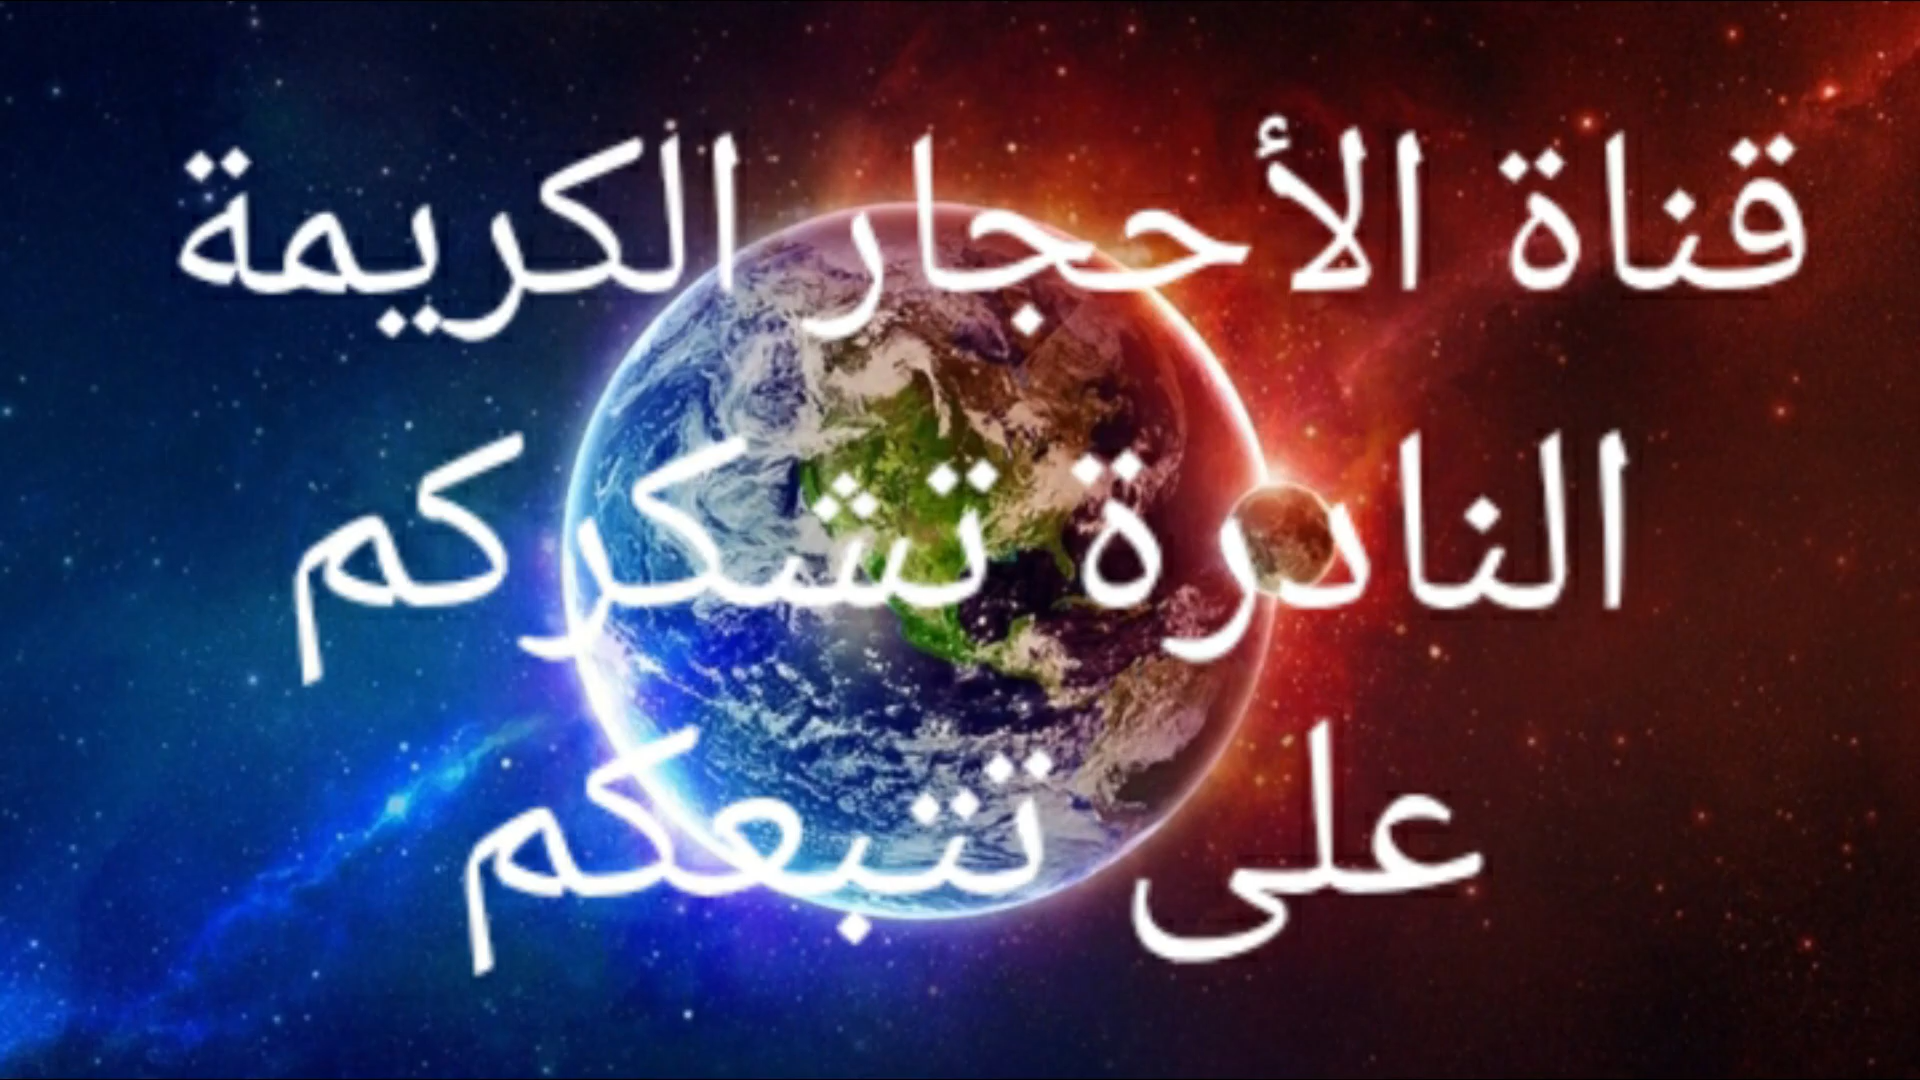 قناة الأحجار الكريمة
النادرة تشكركم
على تتبعكم